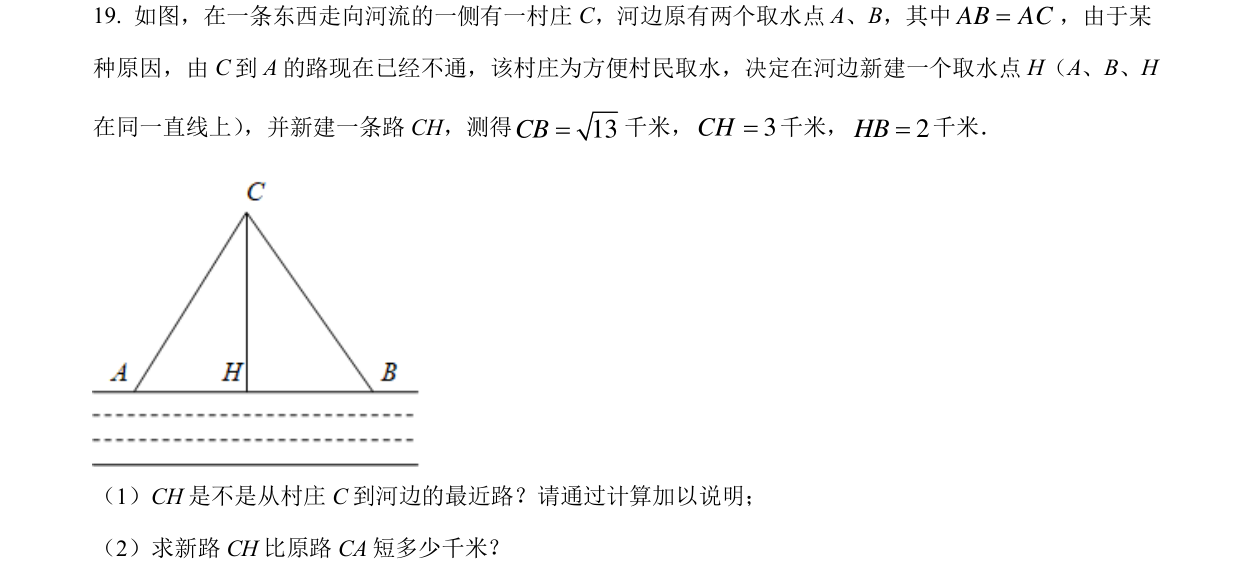 19. 如图，在一条东西走向河流的一侧有一村庄 C，河边原有两个取水点 A、B，其中 AB = AC ，由于某
种原因，由 C 到 A 的路现在已经不通，该村庄为方便村民取水，决定在河边新建一个取水点 H（A、B、H
在同一直线上），并新建一条路 CH，测得 CB = √13 千米， CH = 3 千米， HB = 2 千米．
C
A
H
B
（1）CH 是不是从村庄 C 到河边的最近路？请通过计算加以说明；
（2）求新路 CH 比原路 CA 短多少千米？